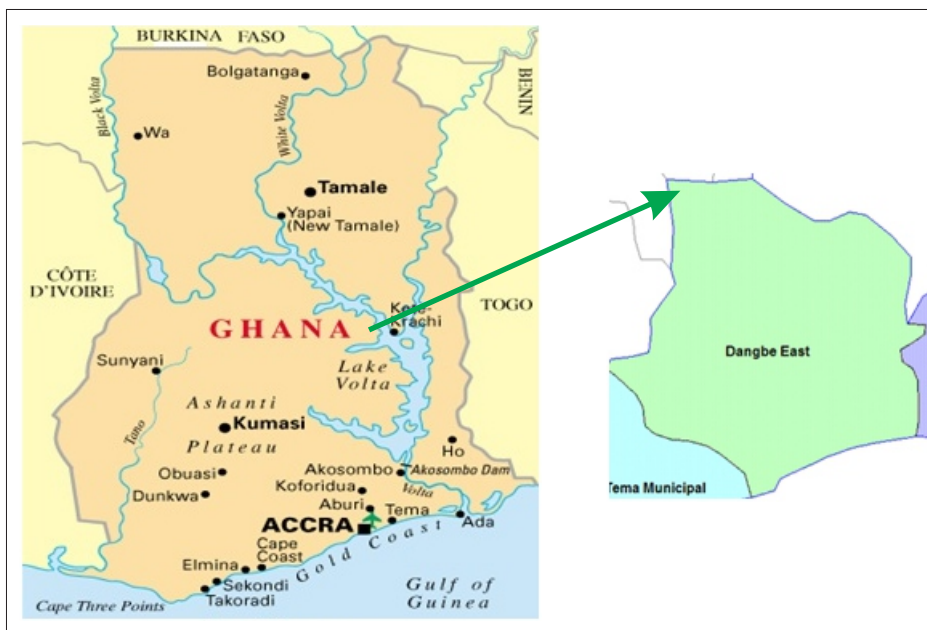 BURKINA FASO
Bolgatanga
Black Volta
White Volta
BENIN
Wa
Tamale
Yapai
(New Tamale)
CÔTE
D'IVOIRE
TOGO
GHANA
Kete-
Krachi
Sunyani
Lake
Volta
Ashanti
Kumasi
Plateau
Tano
Ho
Obuasi
Akosombo
Akosombo Dam
Dunkwa
Koforidua
Volta
Aburi
Tema
ACCRA
Ada
Gold Coast
Cape
Coast
Elmina
Sekondi
Takoradi
Cape Three Points
Gulf of
Guinea
Dangbe East
Tema Municipal